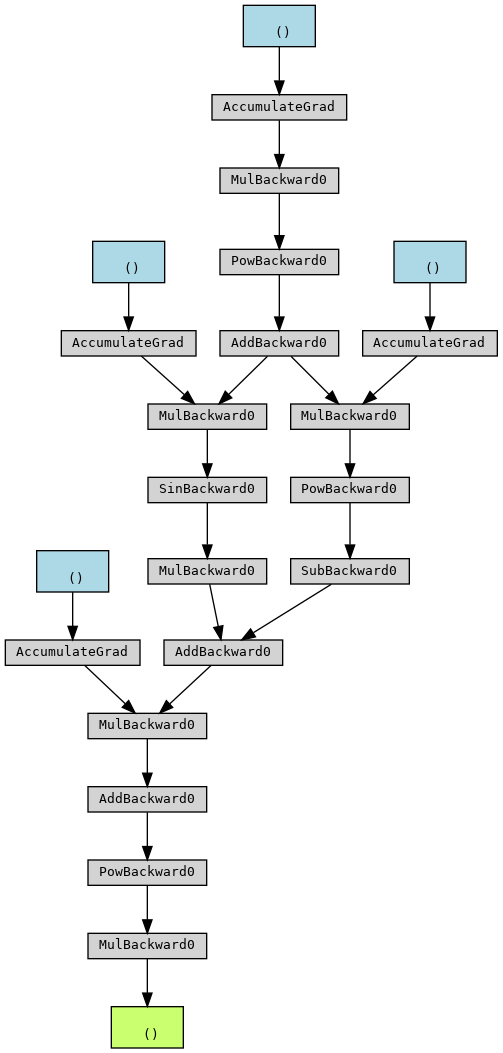 ()
AccumulateGrad
MulBackward0
() PowBackward0 ()
AccumulateGrad AddBackward0 AccumulateGrad
MulBackward0 MulBackward0
SinBackward0 PowBackward0
() MulBackward0 SubBackward0
AccumulateGrad AddBackward0
MulBackward0
AddBackward0
PowBackward0
MulBackward0
()